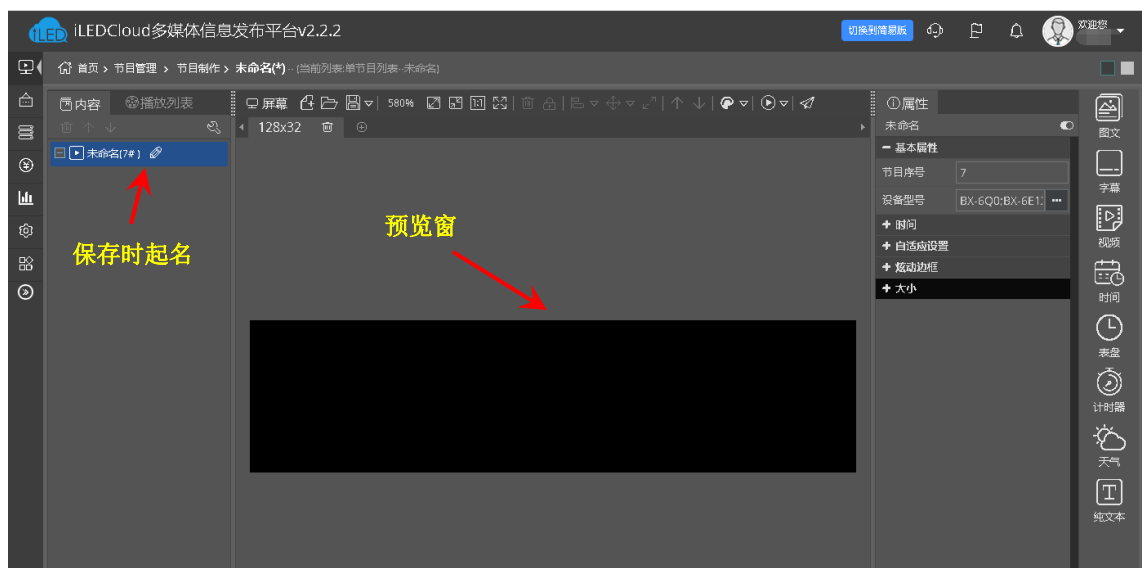 iLED iLEDCloud多媒体信息发布平台v2.2.2
切换到简易版
欢迎您
首页 > 节目管理 > 节目制作 > 未命名(*) -- (当前列表:单节目列表--未命名)
内容 播放列表
屏幕 580% 1:1
128x32
未命名(7#)
保存时起名
预览窗
属性
未命名
基本属性
节目序号 7
设备型号 BX-6Q0;BX-6E1;
时间
自适应设置
炫动边框
大小
图文
字幕
视频
时间
表盘
计时器
天气
T
纯文本